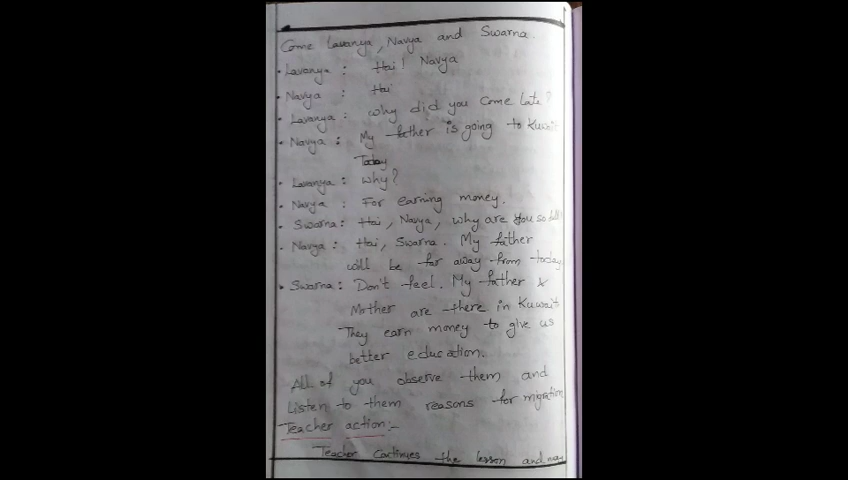 Come Lavanya, Navya and Swarna.
• Lavanya : Hai! Navya
• Navya : Hai
• Lavanya : why did you come late?
• Navya : My father is going to Kuwait
Today
• Lavanya : why?
• Navya : For earning money.
• Swarna : Hai, Navya, why are you so dull
• Navya : Hai, Swarna. My father
will be far away from today
• Swarna : Don't feel. My father &
Mother are there in Kuwait
They earn money to give us
better education.
All of you observe them and
Listen to them reasons for migration
Teacher action:-
Teacher continues the lesson and